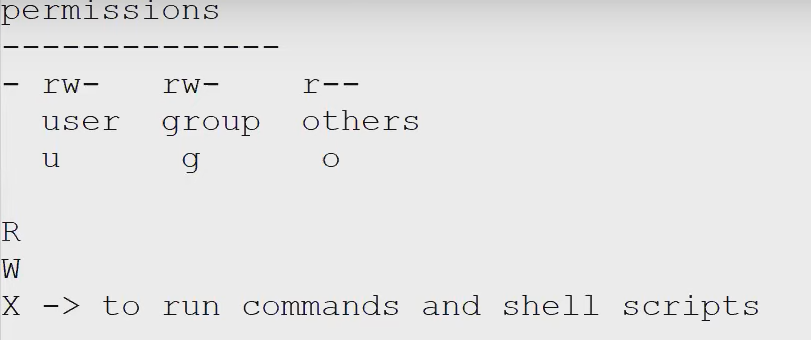 permissions
--------------
- rw-   rw-    r--
  user  group  others
  u      g      o
R
W
X -> to run commands and shell scripts